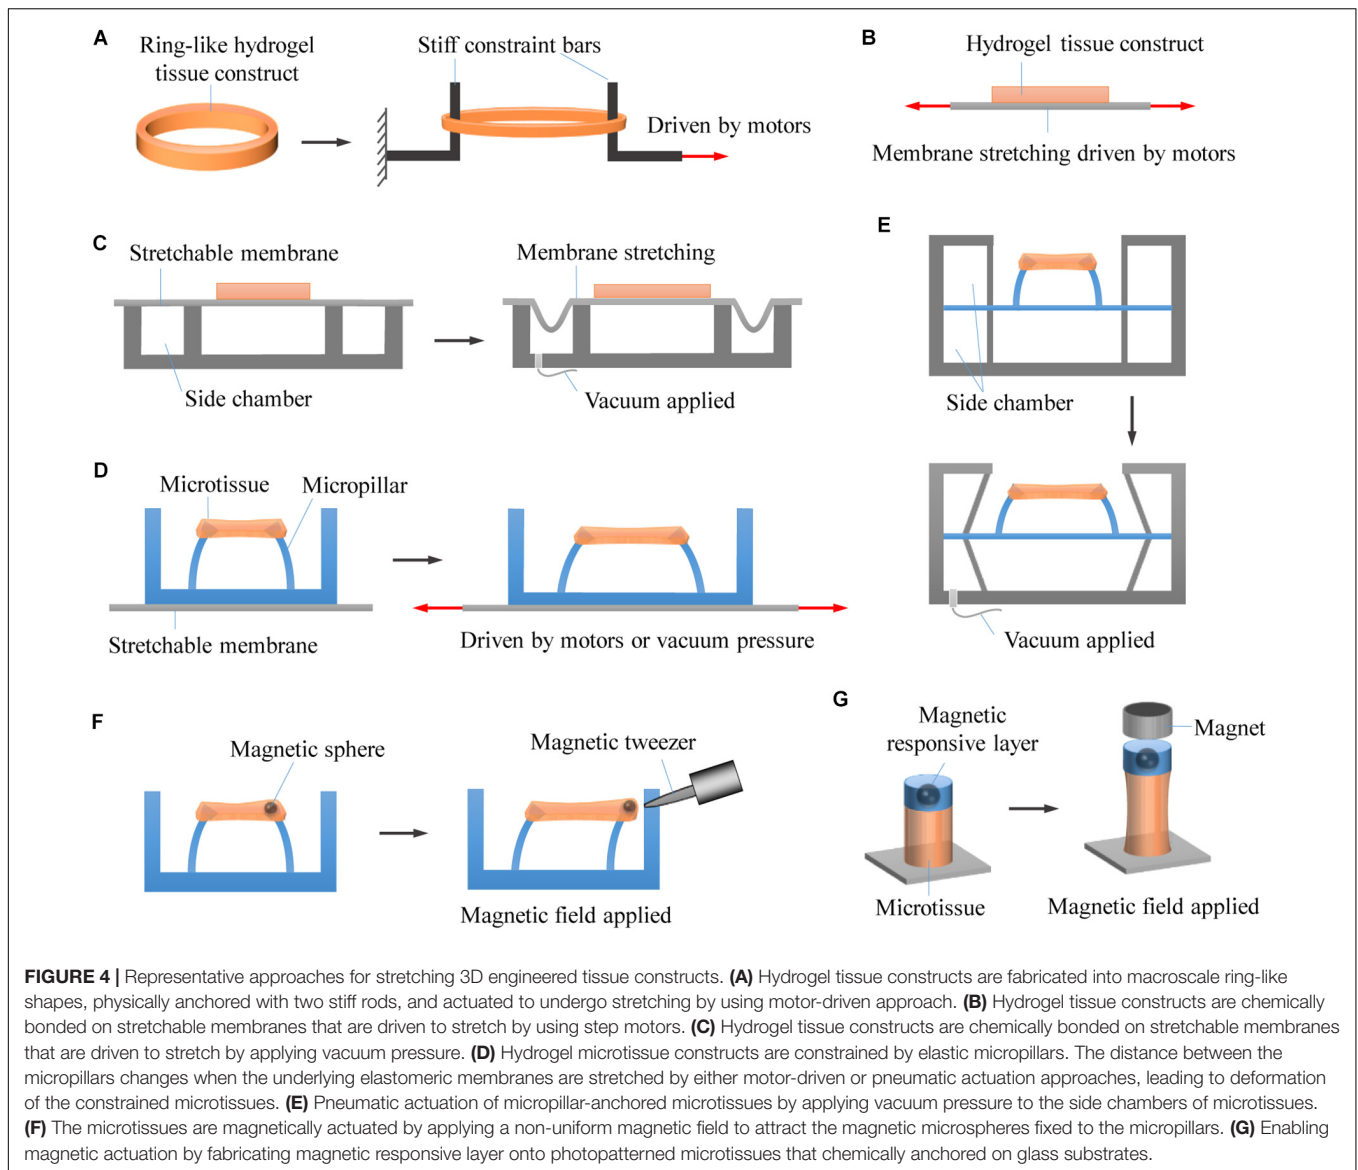 A
Ring-like hydrogel
tissue construct
Stiff constraint bars
Driven by motors
B
Hydrogel tissue construct
Membrane stretching driven by motors
C
Stretchable membrane
Side chamber
Membrane stretching
Vacuum applied
E
Side chamber
Vacuum applied
D
Microtissue
Micropillar
Stretchable membrane
Driven by motors or vacuum pressure
F
Magnetic sphere
Magnetic tweezer
Magnetic field applied
G
Magnetic
responsive layer
Microtissue
Magnet
Magnetic field applied
FIGURE 4 | Representative approaches for stretching 3D engineered tissue constructs. (A) Hydrogel tissue constructs are fabricated into macroscale ring-like
shapes, physically anchored with two stiff rods, and actuated to undergo stretching by using motor-driven approach. (B) Hydrogel tissue constructs are chemically
bonded on stretchable membranes that are driven to stretch by using step motors. (C) Hydrogel tissue constructs are chemically bonded on stretchable membranes
that are driven to stretch by applying vacuum pressure. (D) Hydrogel microtissue constructs are constrained by elastic micropillars. The distance between the
micropillars changes when the underlying elastomeric membranes are stretched by either motor-driven or pneumatic actuation approaches, leading to deformation
of the constrained microtissues. (E) Pneumatic actuation of micropillar-anchored microtissues by applying vacuum pressure to the side chambers of microtissues.
(F) The microtissues are magnetically actuated by applying a non-uniform magnetic field to attract the magnetic microspheres fixed to the micropillars. (G) Enabling
magnetic actuation by fabricating magnetic responsive layer onto photopatterned microtissues that chemically anchored on glass substrates.